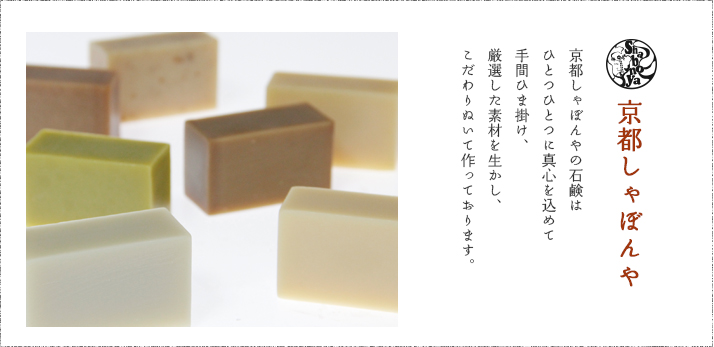 Shabonya
京都しゃぼんや
京都しゃぼんやの石鹸は
ひとつひとつに真心を込めて
手間ひま掛け、
厳選した素材を生かし、
こだわりぬいて作っております。